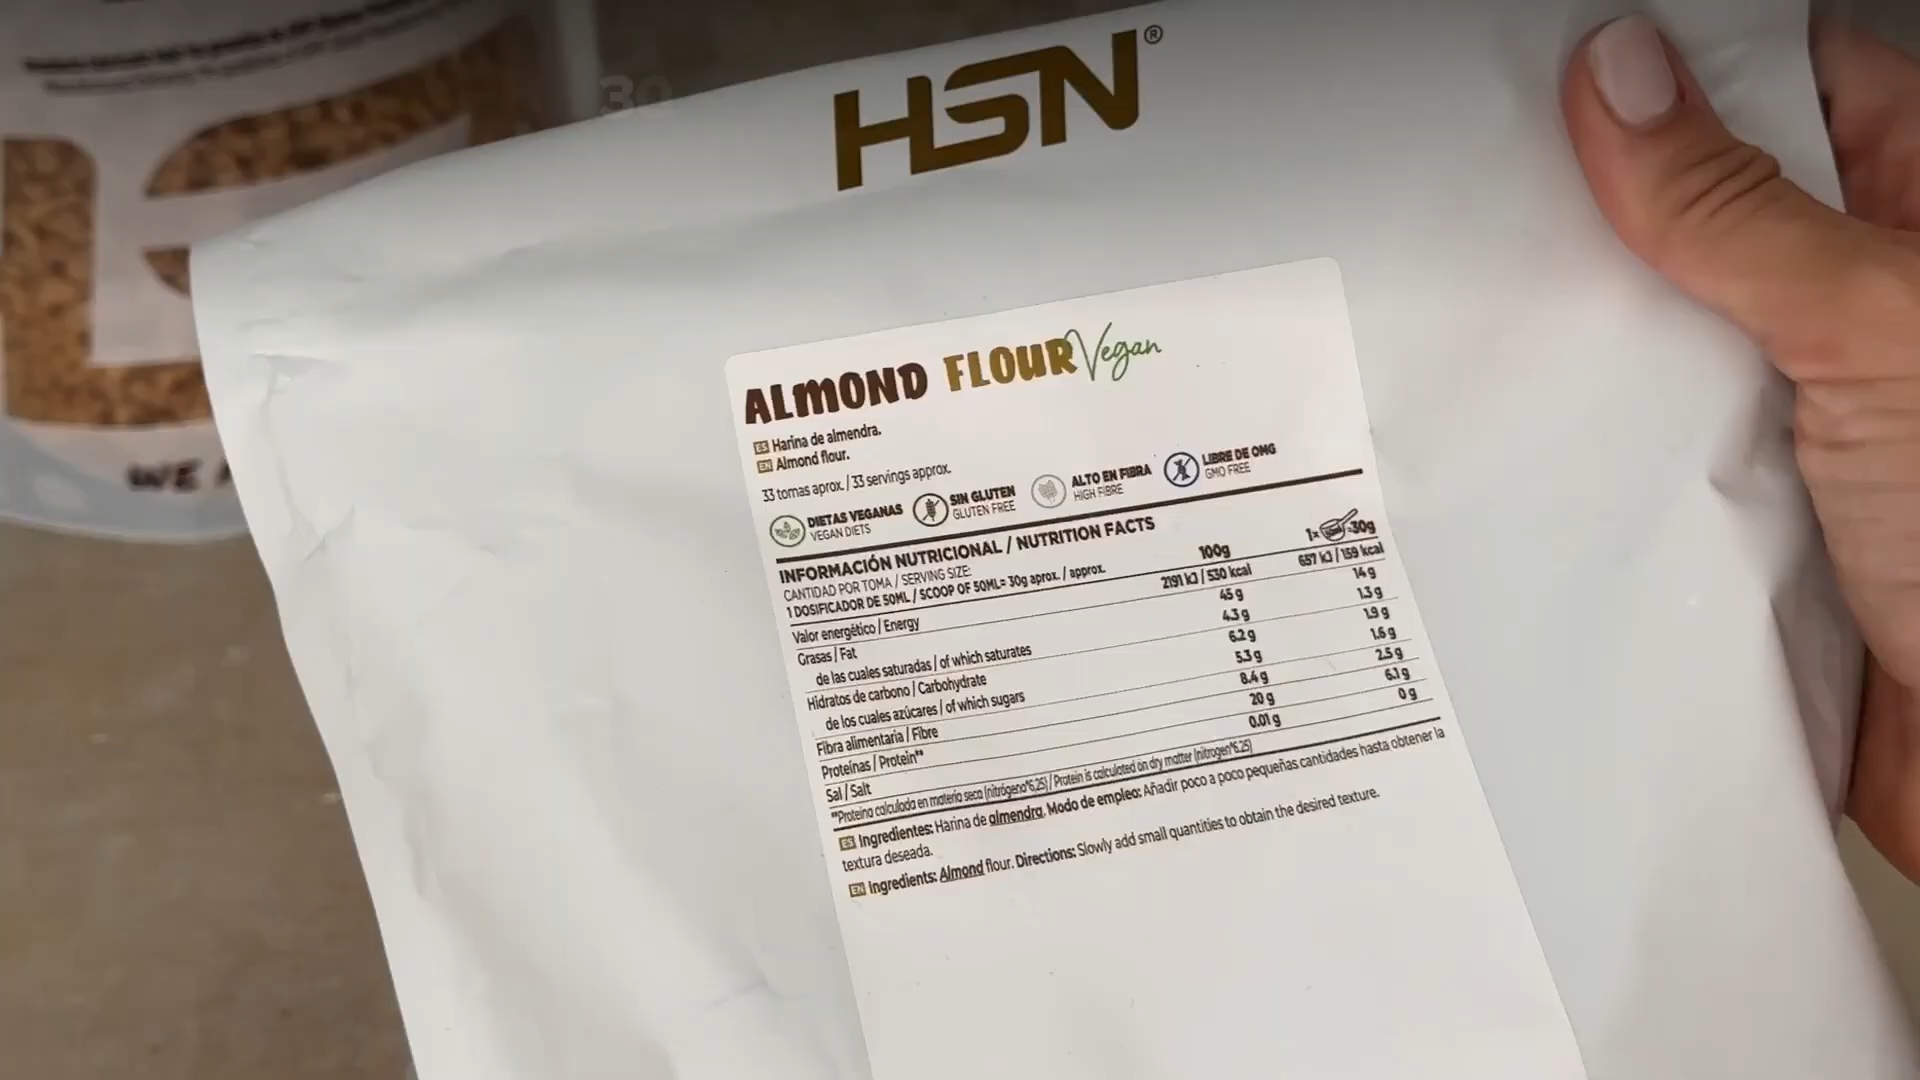 30
HSN®
WE
ALMOND FLOUR Vegan
ES Harina de almendra.
EN Almond flour.
33 tomas aprox. / 33 servings approx.
DIETAS VEGANAS
VEGAN DIETS
SIN GLUTEN
GLUTEN FREE
ALTO EN FIBRA
HIGH FIBRE
LIBRE DE OMG
GMO FREE
INFORMACIÓN NUTRICIONAL / NUTRITION FACTS
CANTIDAD POR TOMA / SERVING SIZE:
1 DOSIFICADOR DE 50ML / SCOOP OF 50ML= 30g aprox. / approx.
100g 1x =30g
Valor energético / Energy 2191 kJ / 530 kcal 657 kJ / 159 kcal
Grasas / Fat 45 g 14 g
de las cuales saturadas / of which saturates 4.3 g 1.3 g
Hidratos de carbono / Carbohydrate 6.2 g 1.9 g
de los cuales azúcares / of which sugars 5.3 g 1.6 g
Fibra alimentaria / Fibre 8.4 g 2.5 g
Proteínas / Protein** 20 g 6.1 g
Sal / Salt 0.01 g 0 g
**Proteína calculada en materia seca (nitrógeno*6,25) / Protein is calculated on dry matter (nitrogen*6.25)
ES Ingredientes: Harina de almendra. Modo de empleo: Añadir poco a poco pequeñas cantidades hasta obtener la
textura deseada.
EN Ingredients: Almond flour. Directions: Slowly add small quantities to obtain the desired texture.